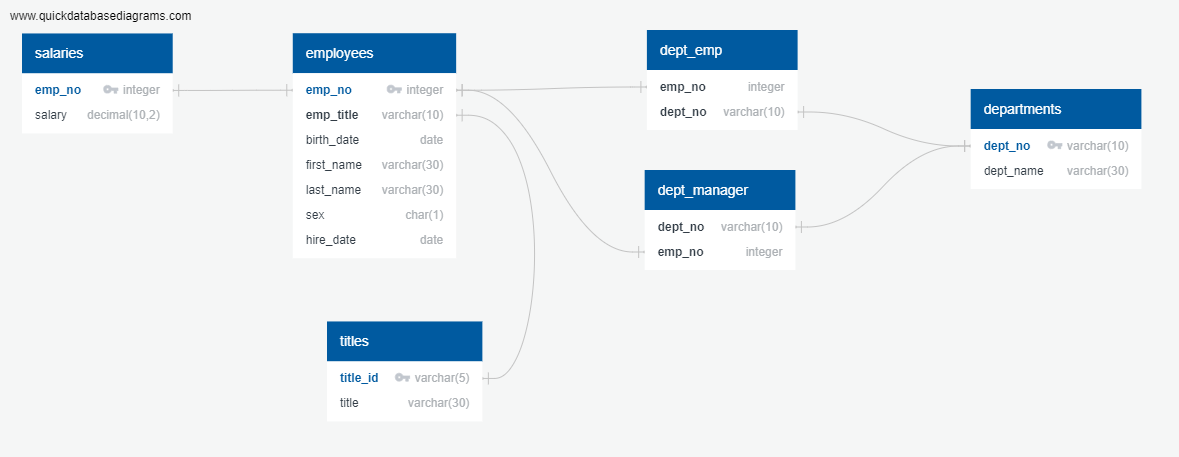 www.quickdatabasediagrams.com
salaries
emp_no integer
salary decimal(10,2)
employees
emp_no integer
emp_title varchar(10)
birth_date date
first_name varchar(30)
last_name varchar(30)
sex char(1)
hire_date date
dept_emp
emp_no integer
dept_no varchar(10)
dept_manager
dept_no varchar(10)
emp_no integer
departments
dept_no varchar(10)
dept_name varchar(30)
titles
title_id varchar(5)
title varchar(30)